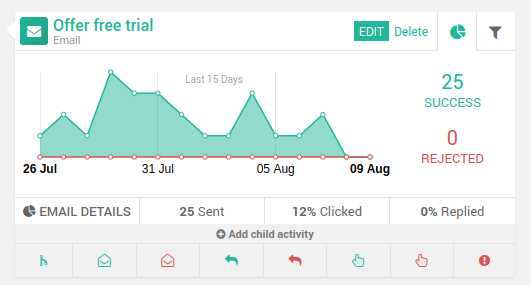 Offer free trial
Email
EDIT Delete
Last 15 Days
25
SUCCESS
0
REJECTED
26 Jul 31 Jul 05 Aug 09 Aug
EMAIL DETAILS 25 Sent 12% Clicked 0% Replied
Add child activity